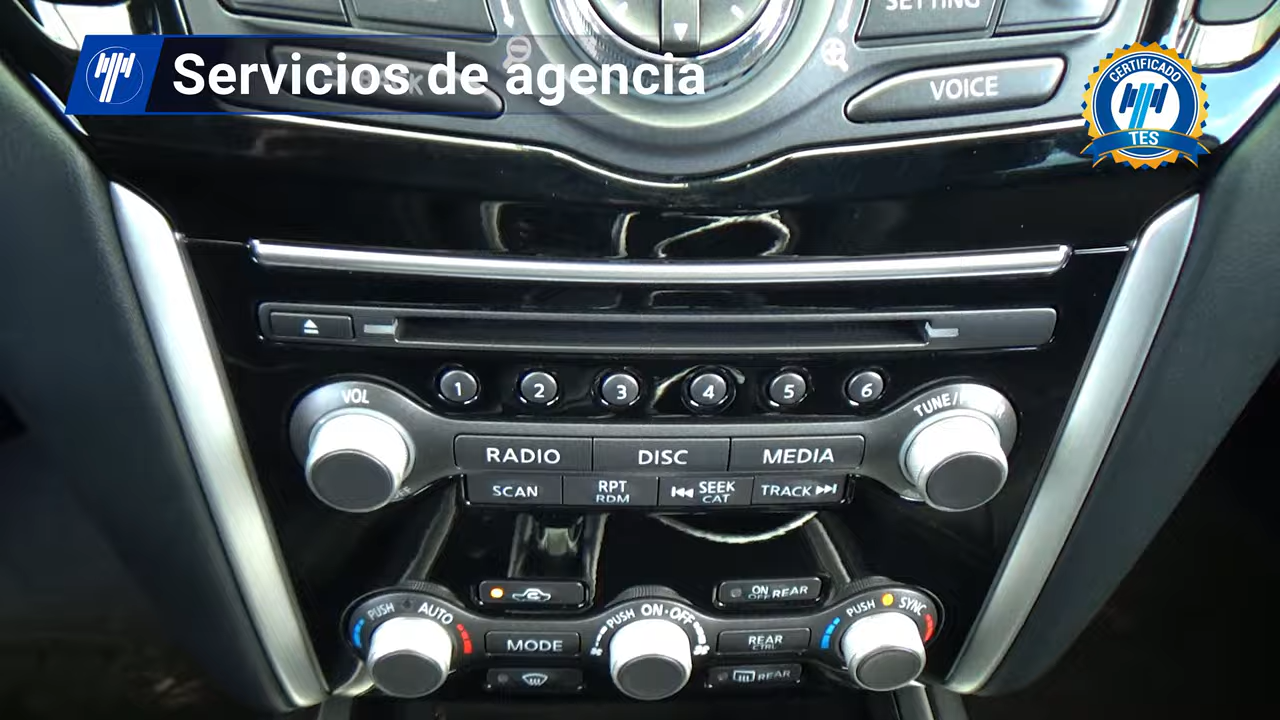 SETTING
Servicios de agencia
VOICE
CERTIFICADO
TES
1 2 3 4 5 6
VOL
TUNE/
RADIO DISC MEDIA
SCAN RPT RDM SEEK CAT TRACK
ON OFF REAR
PUSH AUTO
PUSH ON·OFF
PUSH SYNC
MODE
REAR CTRL
REAR